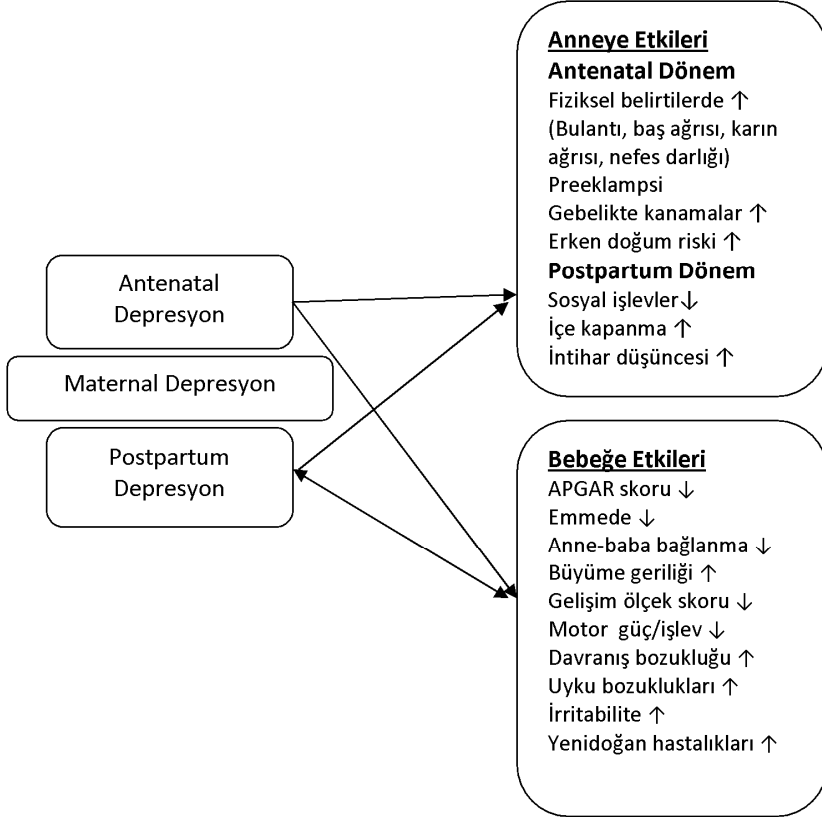 Antenatal
Depresyon
Maternal Depresyon
Postpartum
Depresyon
Anneye Etkileri
Antenatal Dönem
Fiziksel belirtilerde ↑
(Bulantı, baş ağrısı, karın
ağrısı, nefes darlığı)
Preeklampsi
Gebelikte kanamalar ↑
Erken doğum riski ↑
Postpartum Dönem
Sosyal işlevler↓
İçe kapanma ↑
İntihar düşüncesi ↑
Bebeğe Etkileri
APGAR skoru ↓
Emmede ↓
Anne-baba bağlanma ↓
Büyüme geriliği ↑
Gelişim ölçek skoru ↓
Motor  güç/işlev ↓
Davranış bozukluğu ↑
Uyku bozuklukları ↑
İrritabilite ↑
Yenidoğan hastalıkları ↑